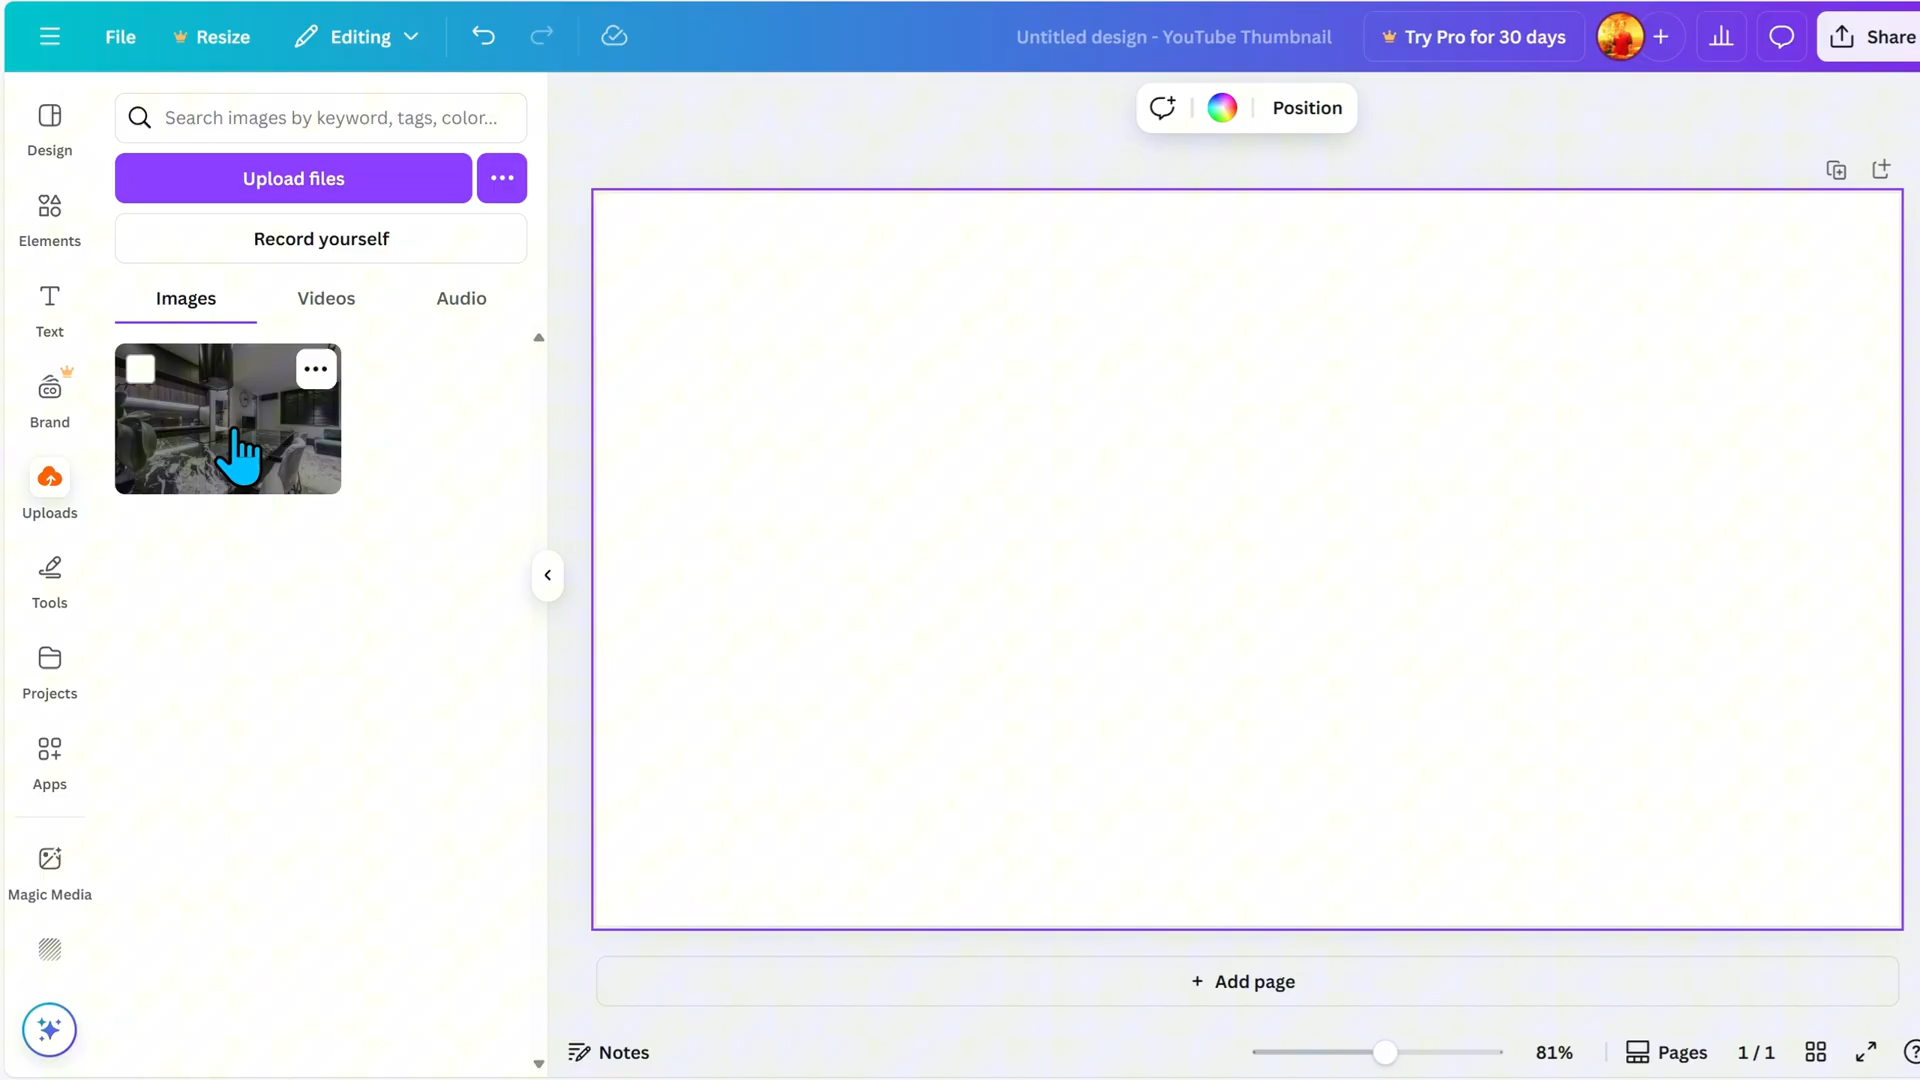 File
Resize
Editing
Untitled design - YouTube Thumbnail
Try Pro for 30 days
Share
Design
Elements
Text
Brand
CO
Uploads
Tools
Projects
Apps
Magic Media
Search images by keyword, tags, color...
Upload files
Record yourself
Images Videos Audio
Position
+ Add page
Notes
81%
Pages
1 / 1